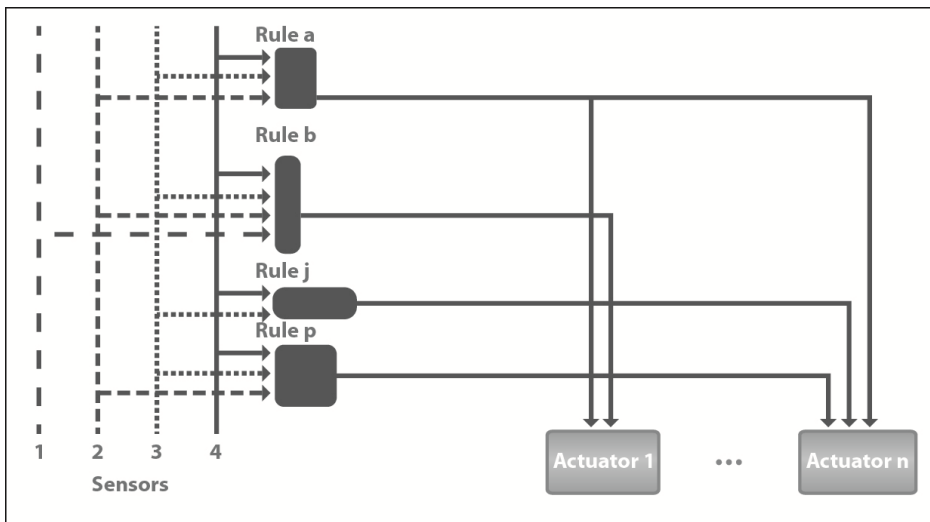 Rule a
Rule b
Rule j
Rule p
1 2 3 4
Sensors
Actuator 1 ... Actuator n